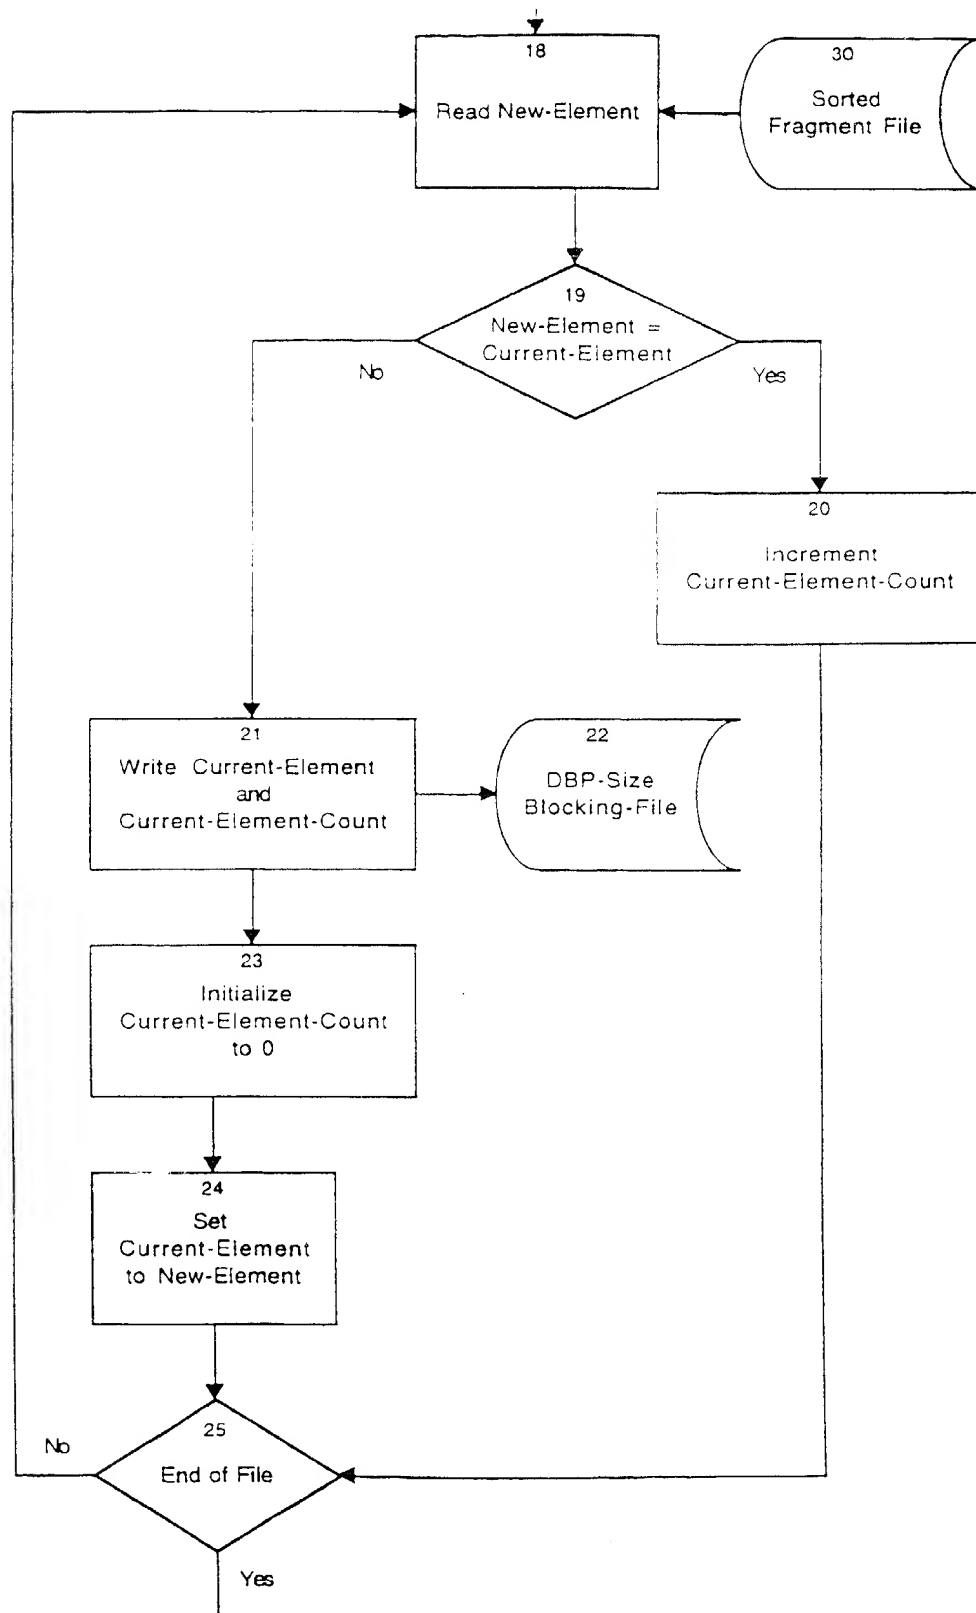 18
Read New-Element
30
Sorted
Fragment File
19
New-Element =
Current-Element
No
Yes
20
Increment
Current-Element-Count
21
Write Current-Element
and
Current-Element-Count
22
DBP-Size
Blocking-File
23
Initialize
Current-Element-Count
to 0
24
Set
Current-Element
to New-Element
25
End of File
No
Yes